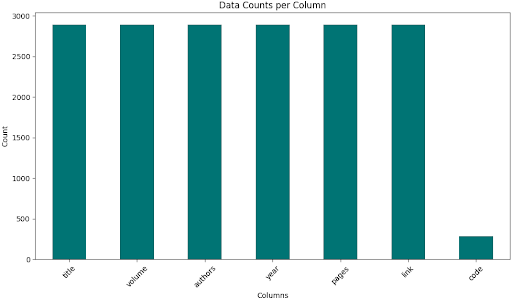 Data Counts per Column
3000
2500
2000
1500
1000
500
0
Count
title
volume
authors
year
pages
link
code
Columns